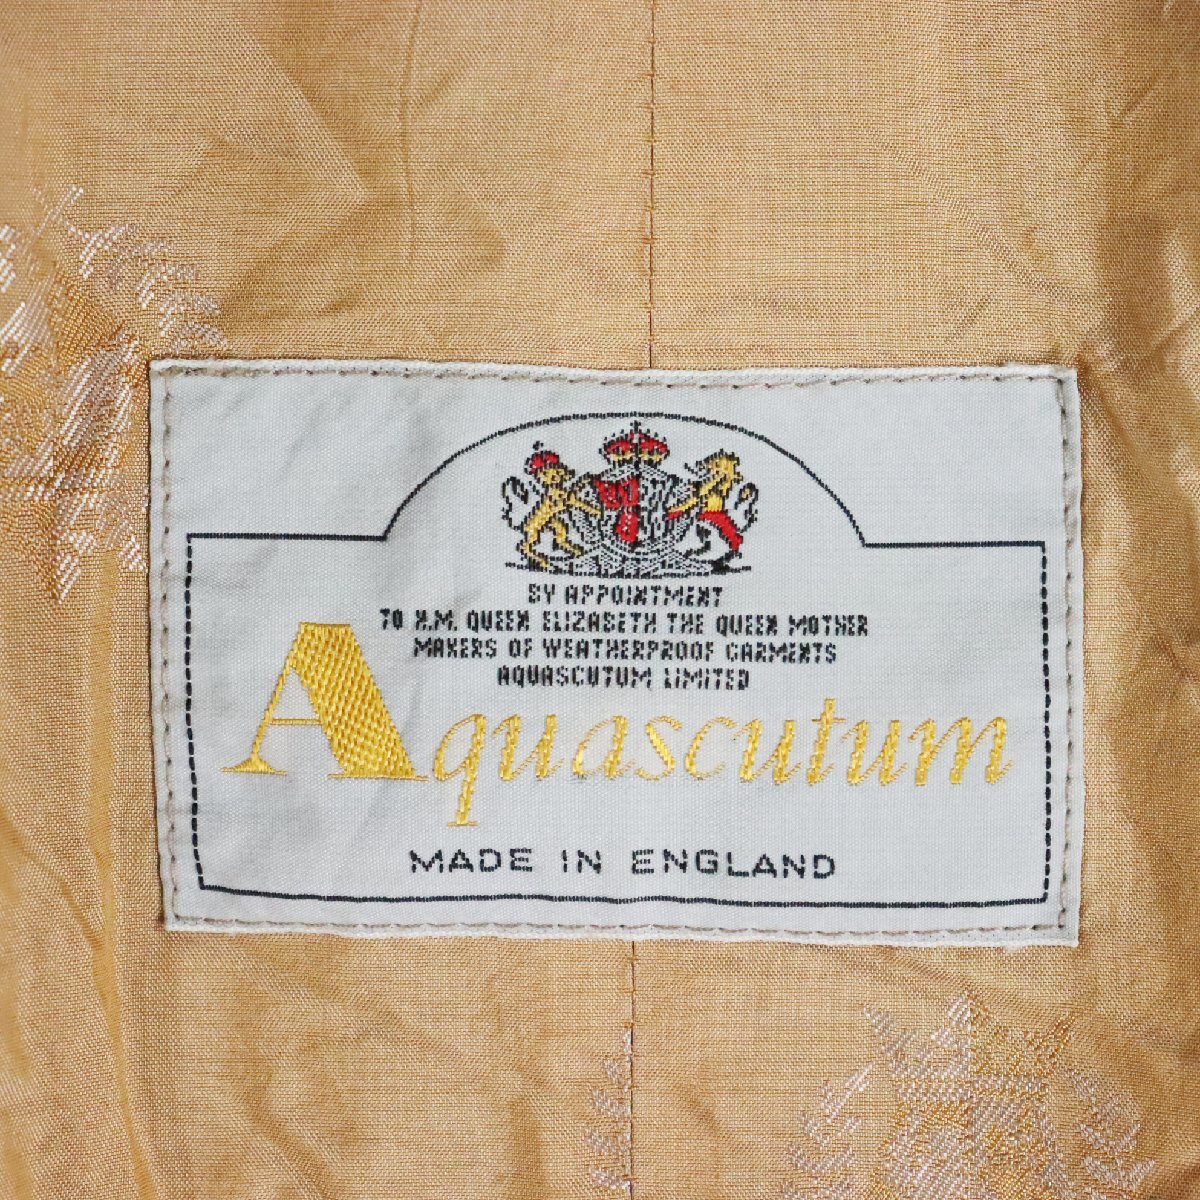 BY APPOINTMENT
TO H.M. QUEEN ELIZABETH THE QUEEN MOTHER
MAKERS OF WEATHERPROOF GARMENTS
AQUASCUTUM LIMITED
Aquascutum
MADE IN ENGLAND